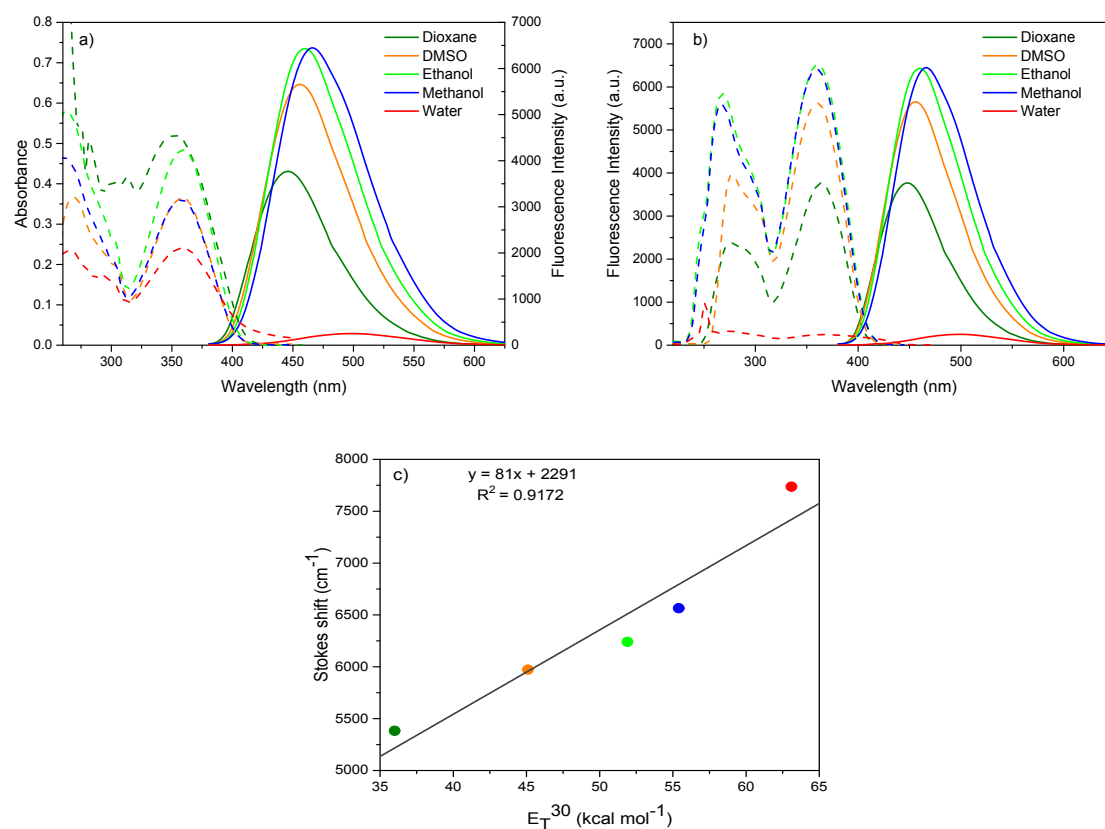 a)
Dioxane
DMSO
Ethanol
Methanol
Water
0.8
0.7
0.6
0.5
0.4
0.3
0.2
0.1
0.0
Absorbance
7000
6000
5000
4000
3000
2000
1000
0
Fluorescence Intensity (a.u.)
300 350 400 450 500 550 600
Wavelength (nm)
b)
Dioxane
DMSO
Ethanol
Methanol
Water
7000
6000
5000
4000
3000
2000
1000
0
Fluorescence Intensity (a.u.)
300 400 500 600
Wavelength (nm)
c)
y = 81x + 2291
R² = 0.9172
8000
7500
7000
6500
6000
5500
5000
Stokes shift (cm⁻¹)
35 40 45 50 55 60 65
E_T³⁰ (kcal mol⁻¹)